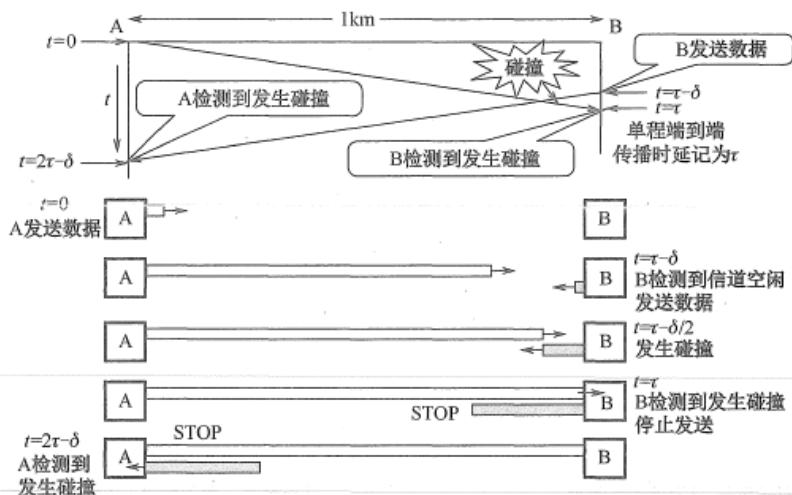 A
1km
B
t=0
碰撞
B发送数据
t
A检测到发生碰撞
t=τ-δ
t=τ
单程端到端
传播时延记为τ
B检测到发生碰撞
t=2τ-δ
t=0
A发送数据
A
B
A
B
t=τ-δ
B检测到信道空闲
发送数据
A
B
t=τ-δ/2
发生碰撞
A
STOP
B
t=τ
B检测到发生碰撞
停止发送
t=2τ-δ
A检测到
发生碰撞
STOP
A
B